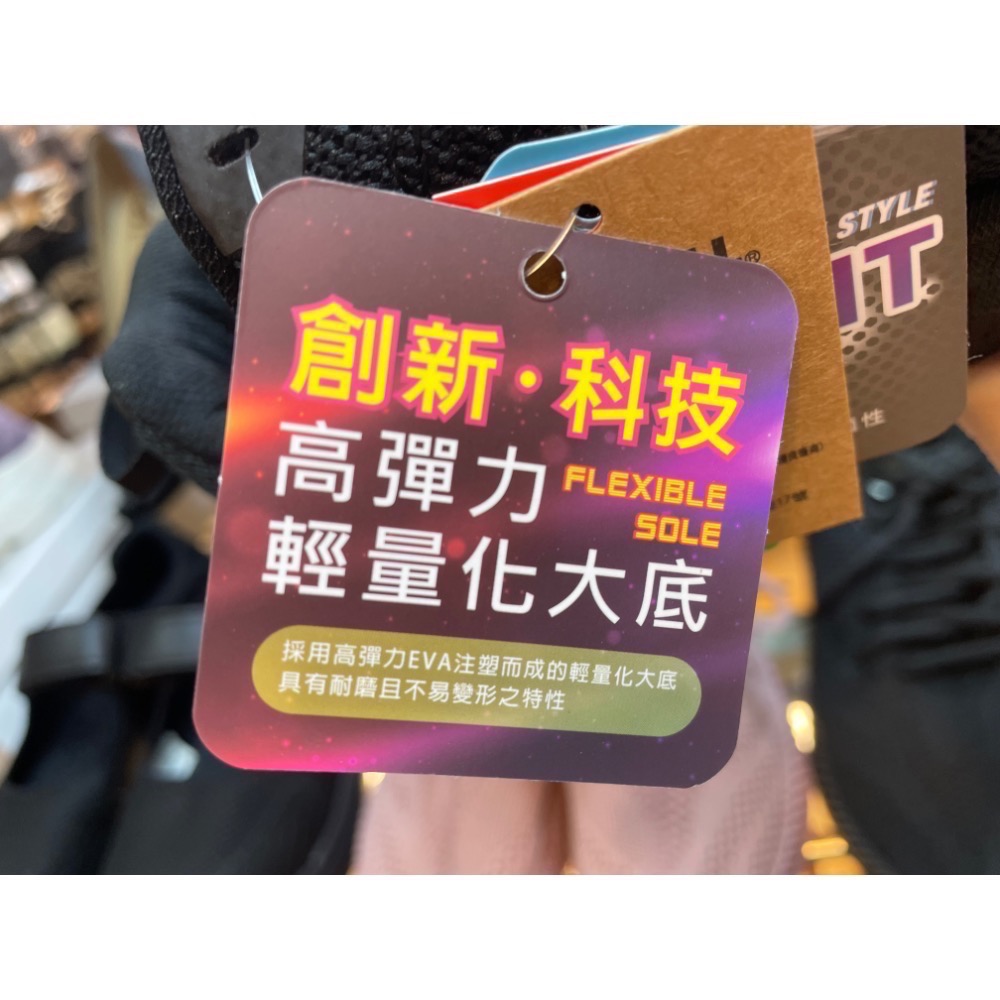 STYLE
創新·科技
高彈力 FLEXIBLE
SOLE
輕量化大底
採用高彈力EVA注塑而成的輕量化大底
具有耐磨且不易變形之特性